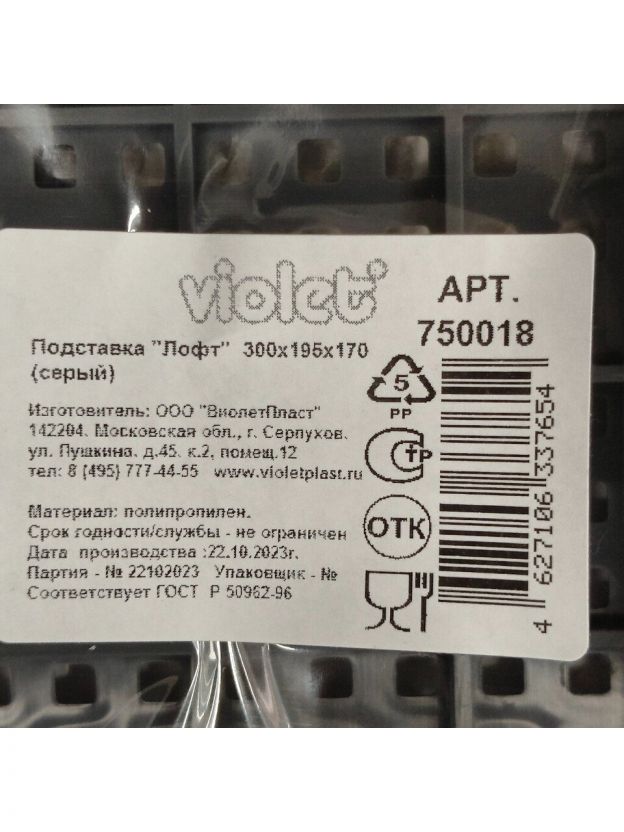 violet
АРТ.
750018
Подставка "Лофт" 300х195х170
(серый)
Изготовитель: ООО "ВиолетПласт"
142204. Московская обл., г. Серпухов.
ул. Пушкина. д.45. к.2, помещ.12
тел: 8 (495) 777-44-55 www.violetplast.ru
Материал: полипропилен.
Срок годности/службы - не ограничен
Дата производства :22.10.2023г.
Партия - № 22102023 Упаковщик - №
Соответствует ГОСТ Р 50962-96
5
PP
СТР
ОТК
4 627106 337654